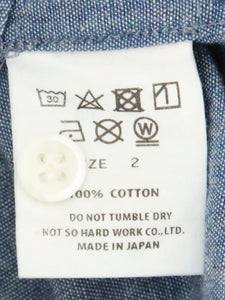 30
W
ZE 2
100% COTTON
DO NOT TUMBLE DRY
NOT SO HARD WORK CO.,LTD.
MADE IN JAPAN